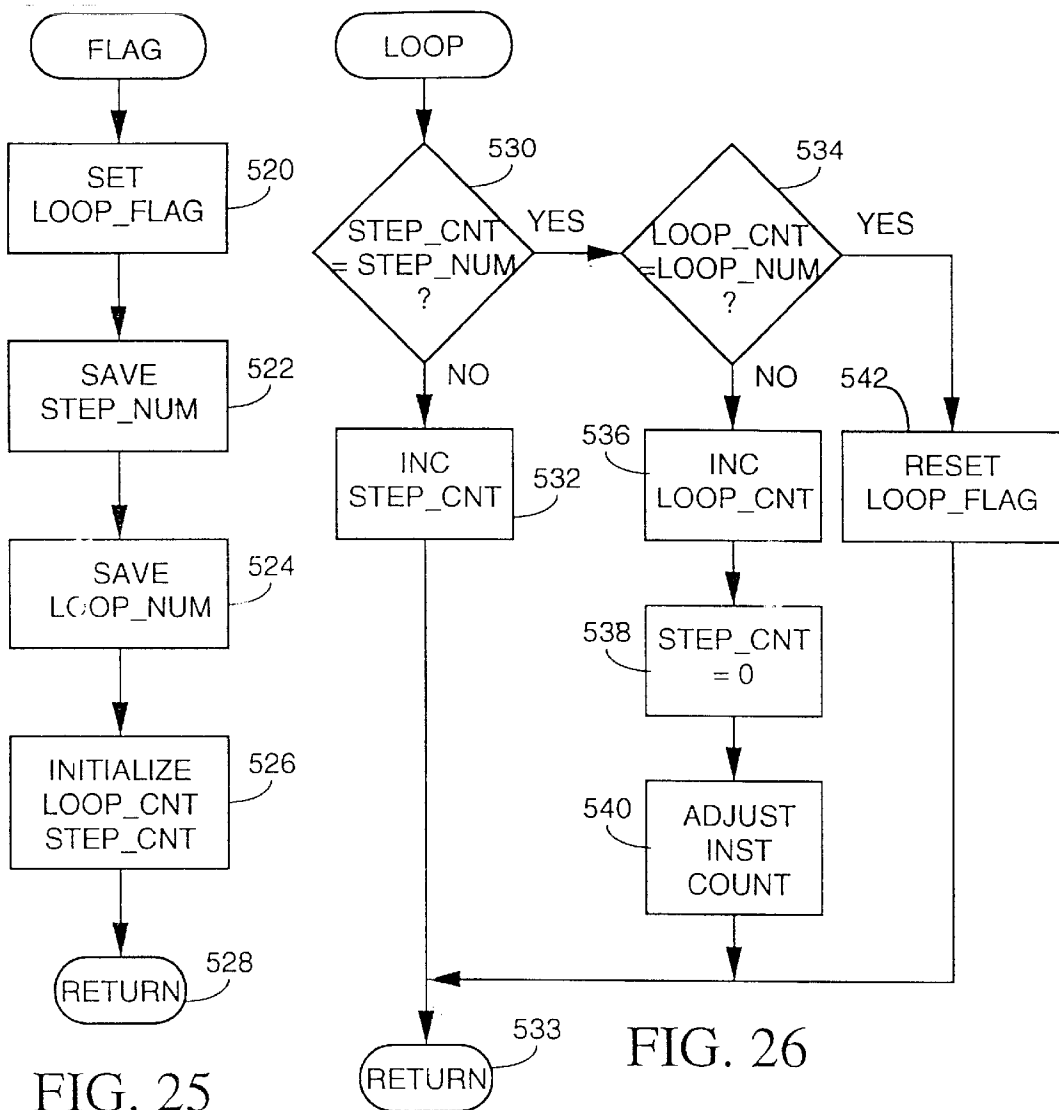 FLAG
SET
LOOP_FLAG
520
SAVE
STEP_NUM
522
SAVE
LOOP_NUM
524
INITIALIZE
LOOP_CNT
STEP_CNT
526
RETURN
528
FIG. 25
LOOP
530
STEP_CNT
= STEP_NUM
?
YES
NO
INC
STEP_CNT
532
534
LOOP_CNT
=LOOP_NUM
?
YES
NO
536
INC
LOOP_CNT
542
RESET
LOOP_FLAG
538
STEP_CNT
= 0
540
ADJUST
INST
COUNT
533
RETURN
FIG. 26